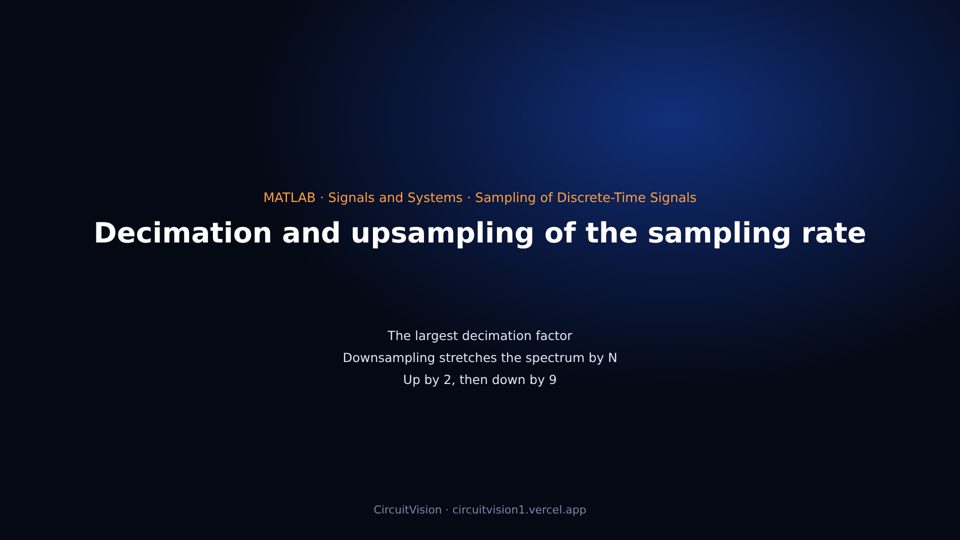 MATLAB · Signals and Systems · Sampling of Discrete-Time Signals
Decimation and upsampling of the sampling rate
The largest decimation factor
Downsampling stretches the spectrum by N
Up by 2, then down by 9
CircuitVision · circuitvision1.vercel.app